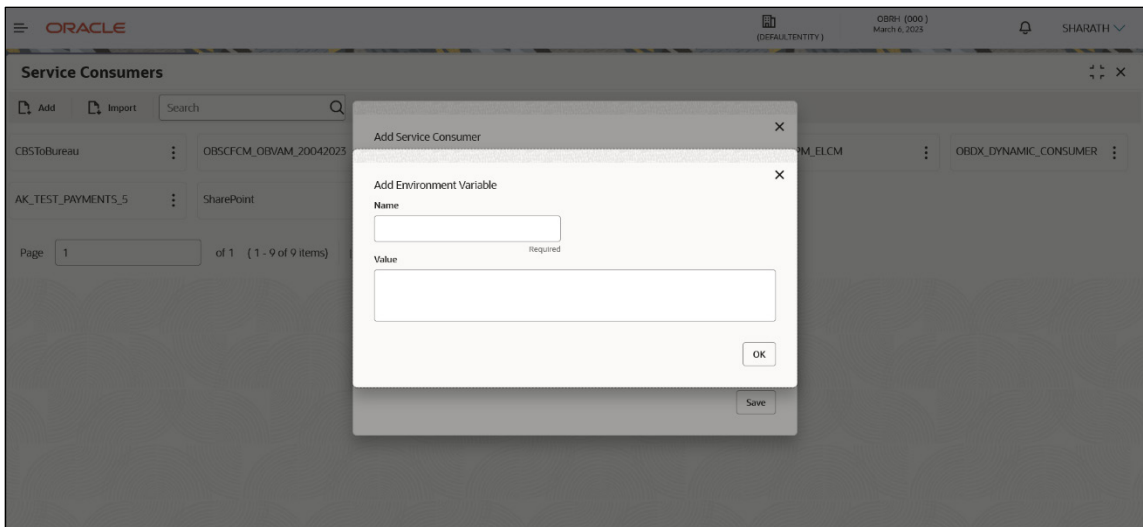 ORACLE
(DEFAULTENTITY )
OBRH (000 )
March 6, 2023
SHARATH
Service Consumers
Add
Import
Search
Add Service Consumer
CBSToBureau
OBSCFCM_OBVAM_20042023
PM_ELCM
OBDX_DYNAMIC_CONSUMER
Add Environment Variable
AK_TEST_PAYMENTS_5
SharePoint
Name
Required
Page 1 of 1 ( 1 - 9 of 9 items)
Value
OK
Save